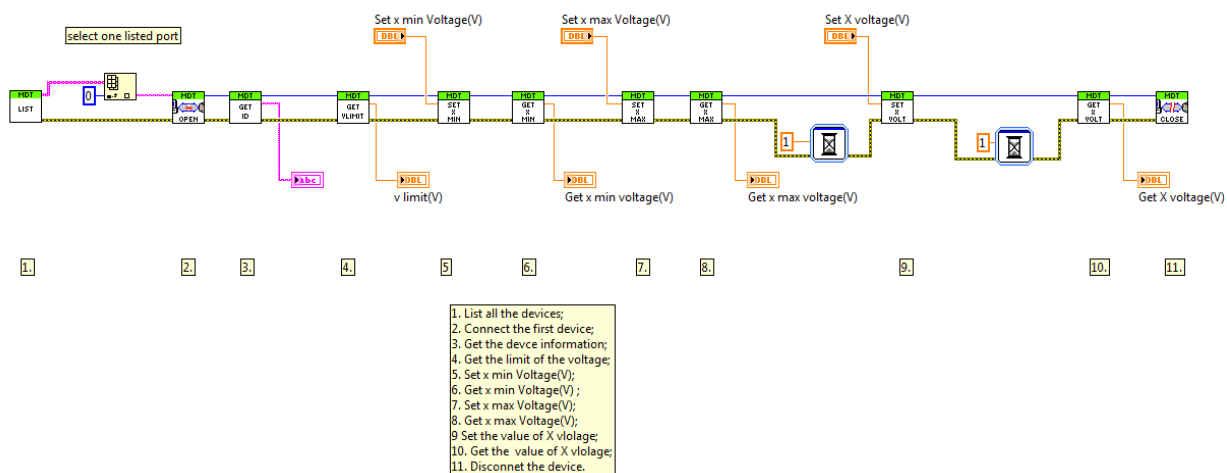 Set x min Voltage(V)
Set x max Voltage(V)
Set X voltage(V)
select one listed port
DBL
DBL
DBL
0
MDT
LIST
MDT
OPEN
MDT
GET
ID
MDT
GET
VLIMIT
MDT
SET
X
MIN
MDT
GET
X
MIN
MDT
SET
X
MAX
MDT
GET
X
MAX
1
MDT
SET
X
VOLT
1
MDT
GET
X
VOLT
MDT
CLOSE
abc
DBL
DBL
DBL
DBL
v limit(V)
Get x min voltage(V)
Get x max voltage(V)
Get X voltage(V)
1.
2.
3.
4.
5
6.
7.
8.
9.
10.
11.
1. List all the devices;
2. Connect the first device;
3. Get the devce information;
4. Get the limit of the voltage;
5. Set x min Voltage(V);
6. Get x min Voltage(V) ;
7. Set x max Voltage(V);
8. Get x max Voltage(V);
9 Set the value of X vlolage;
10. Get the  value of X vlolage;
11. Disconnet the device.